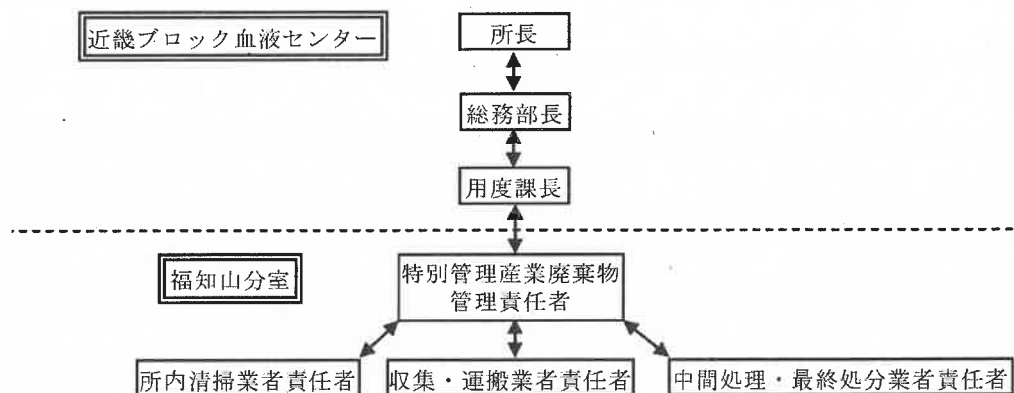 近畿ブロック血液センター
所長
総務部長
用度課長
福知山分室
特別管理産業廃棄物
管理責任者
所内清掃業者責任者
収集・運搬業者責任者
中間処理・最終処分業者責任者